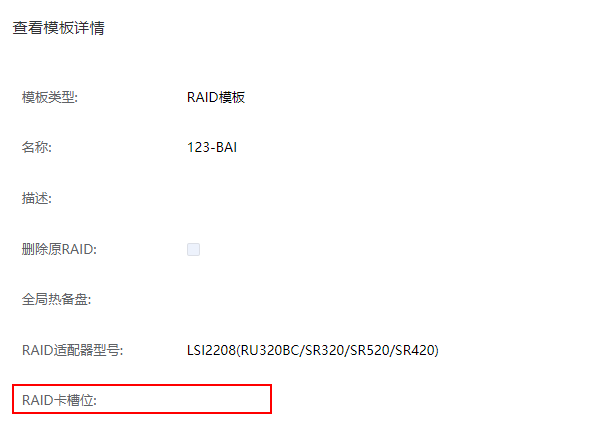 查看模板详情
模板类型: RAID模板
名称: 123-BAI
描述:
删除原RAID:
全局热备盘:
RAID适配器型号: LSI2208(RU320BC/SR320/SR520/SR420)
RAID卡槽位: